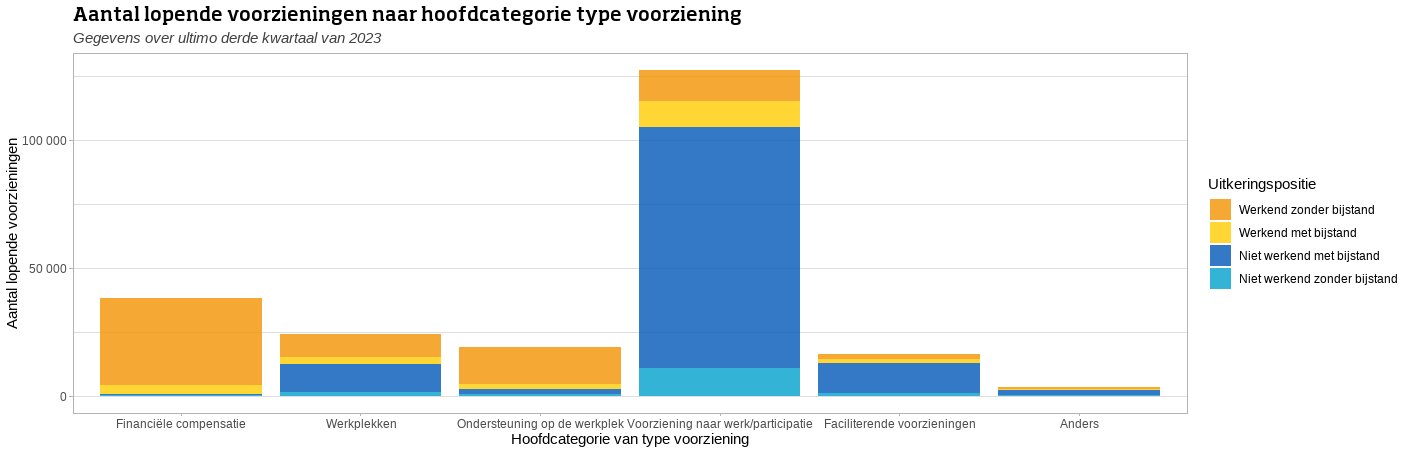 Aantal lopende voorzieningen naar hoofdcategorie type voorziening
Gegevens over ultimo derde kwartaal van 2023
Aantal lopende voorzieningen
100 000
50 000
0
Financiële compensatie
Werkplekken
Ondersteuning op de werkplek
Voorziening naar werk/participatie
Faciliterende voorzieningen
Anders
Hoofdcategorie van type voorziening
Uitkeringspositie
Werkend zonder bijstand
Werkend met bijstand
Niet werkend met bijstand
Niet werkend zonder bijstand